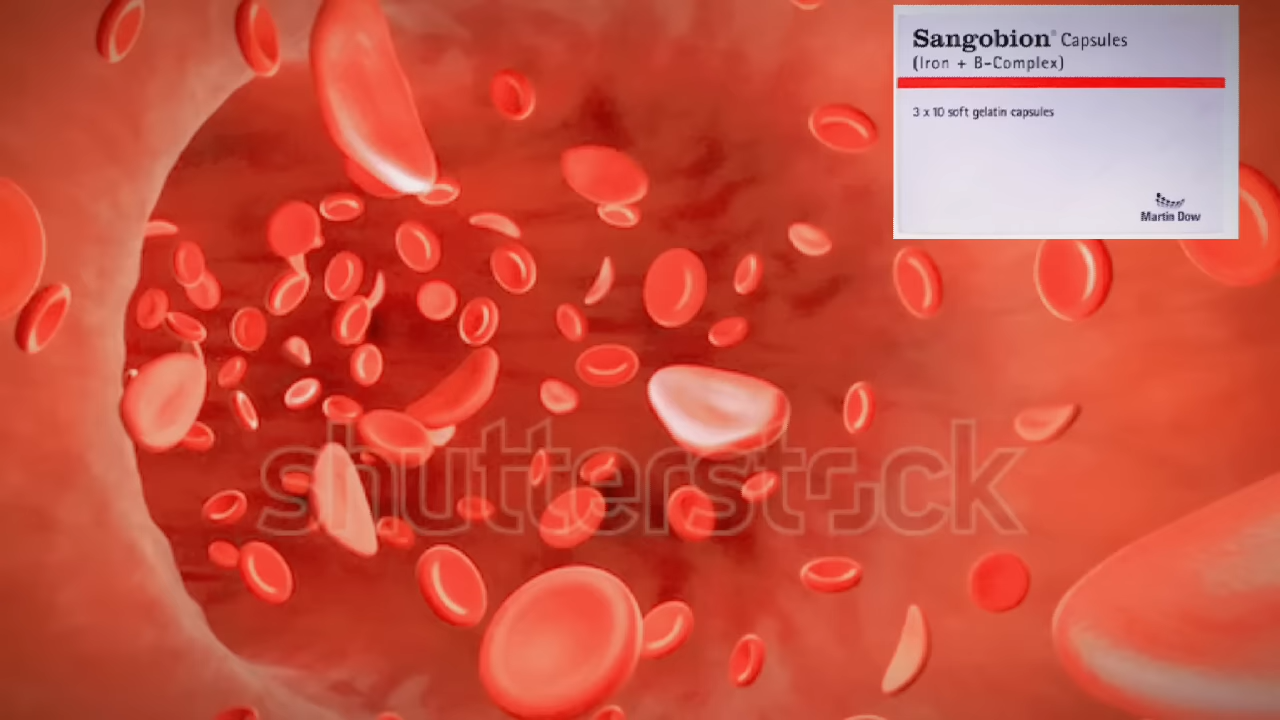 Sangobion® Capsules
(Iron + B-Complex)
3 x 10 soft gelatin capsules
Martin Dow
shutterstock